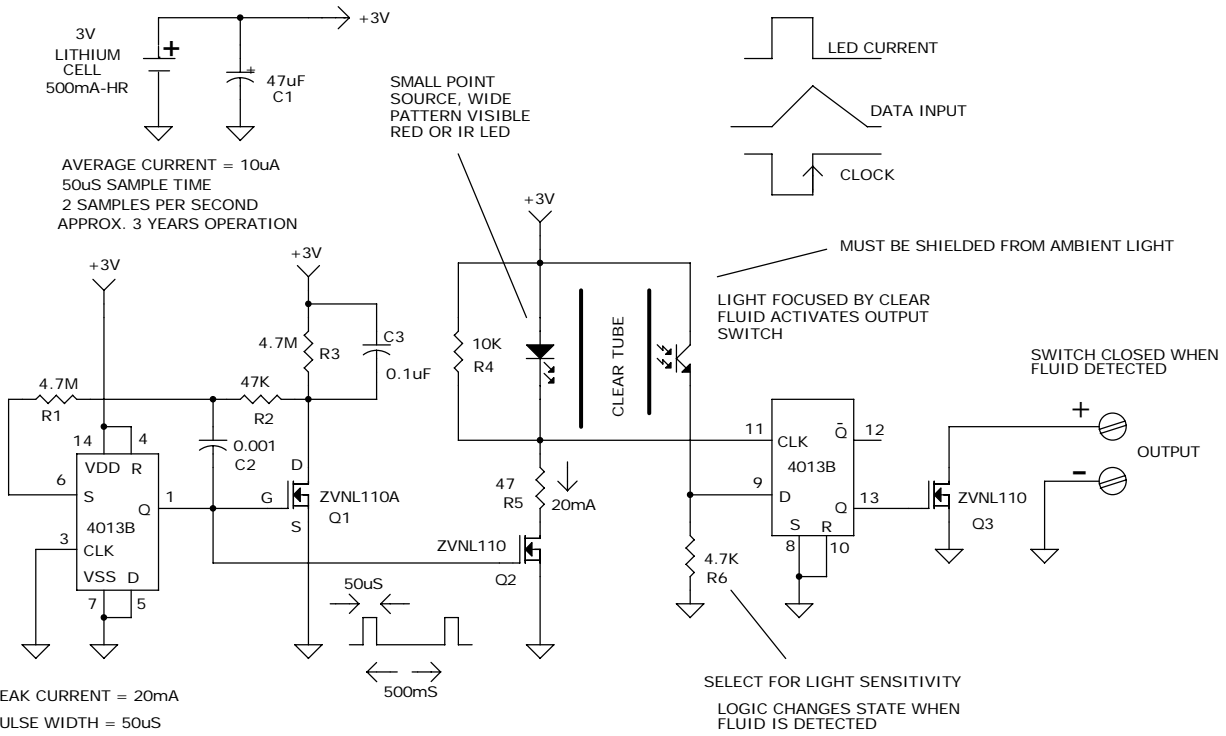 3V
LITHIUM
CELL
500mA-HR
+
+
47uF
C1
+3V
AVERAGE CURRENT = 10uA
50uS SAMPLE TIME
2 SAMPLES PER SECOND
APPROX. 3 YEARS OPERATION
SMALL POINT
SOURCE, WIDE
PATTERN VISIBLE
RED OR IR LED
LED CURRENT
DATA INPUT
CLOCK
+3V
+3V
+3V
4.7M
R3
C3
0.1uF
4.7M
R1
47K
R2
0.001
C2
14
4
VDD
R
6
S
Q
1
4013B
3
CLK
VSS
D
7
5
D
G
S
ZVNL110A
Q1
10K
R4
CLEAR TUBE
MUST BE SHIELDED FROM AMBIENT LIGHT
LIGHT FOCUSED BY CLEAR
FLUID ACTIVATES OUTPUT
SWITCH
47
R5
20mA
ZVNL110
Q2
50uS
500mS
11
CLK
Q̄
12
4013B
9
D
Q
13
S
R
8
10
4.7K
R6
ZVNL110
Q3
SWITCH CLOSED WHEN
FLUID DETECTED
+
-
OUTPUT
SELECT FOR LIGHT SENSITIVITY
LOGIC CHANGES STATE WHEN
FLUID IS DETECTED
EAK CURRENT = 20mA
ULSE WIDTH = 50uS